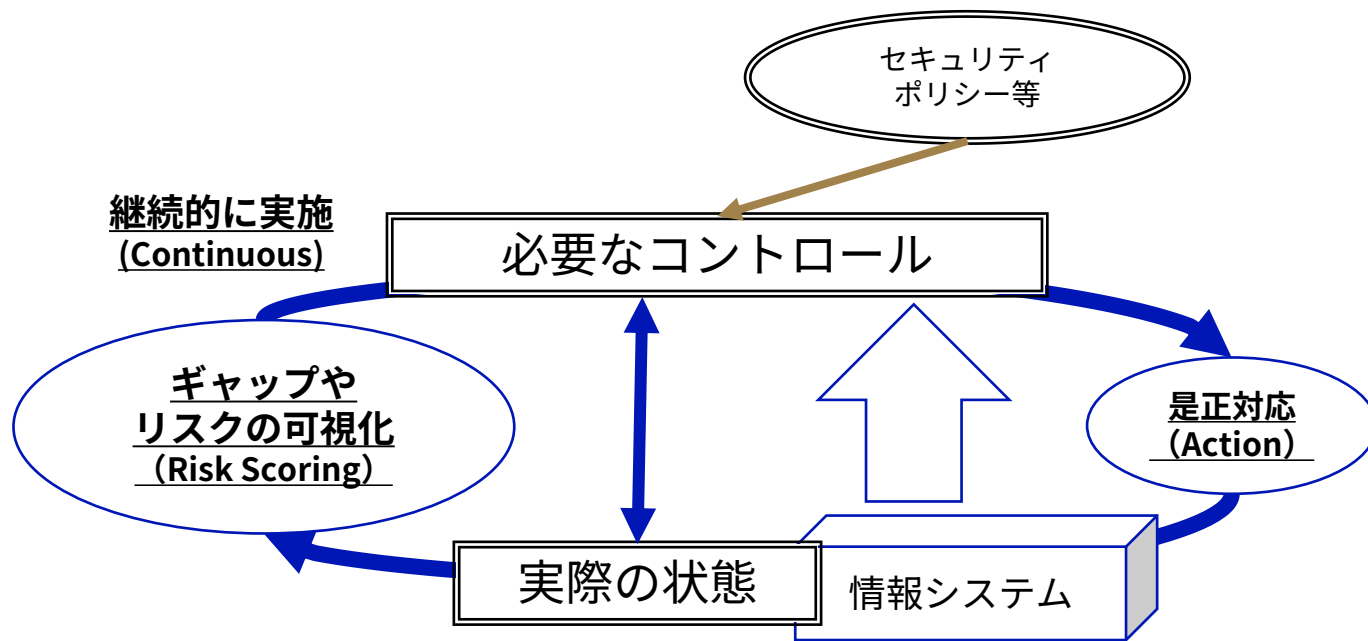 セキュリティ
ポリシー等
継続的に実施
(Continuous)
必要なコントロール
ギャップや
リスクの可視化
（Risk Scoring）
是正対応
（Action）
実際の状態
情報システム